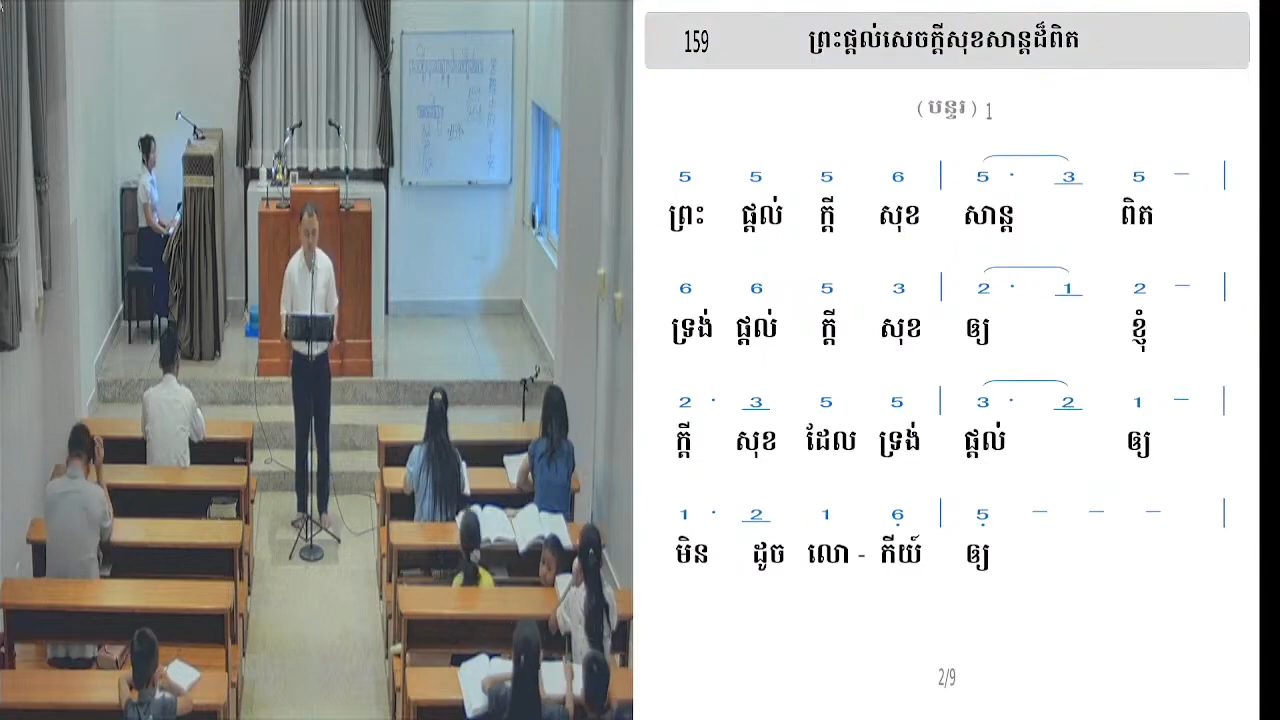 159 ព្រះផ្តល់សេចក្តីសុខសាន្តដ៏ពិត
(បន្ទរ) 1
5 5 5 6 | 5 · 3 5 – |
ព្រះ ផ្តល់ ក្តី សុខ សាន្ត ពិត
6 6 5 3 | 2 · 1 2 – |
ទ្រង់ ផ្តល់ ក្តី សុខ ឲ្យ ខ្ញុំ
2 · 3 5 5 | 3 · 2 1 – |
ក្តី សុខ ដែល ទ្រង់ ផ្តល់ ឲ្យ
1 · 2 1 6̣ | 5̣ – – – |
មិន ដូច លោ - កីយ៍ ឲ្យ
2/9